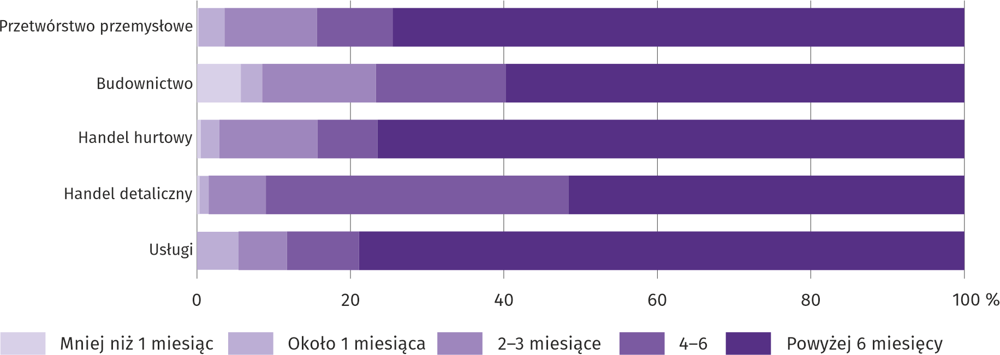 Przetwórstwo przemysłowe
Budownictwo
Handel hurtowy
Handel detaliczny
Usługi
0 20 40 60 80 100 %
Mniej niż 1 miesiąc Około 1 miesiąca 2–3 miesiące 4–6 Powyżej 6 miesięcy